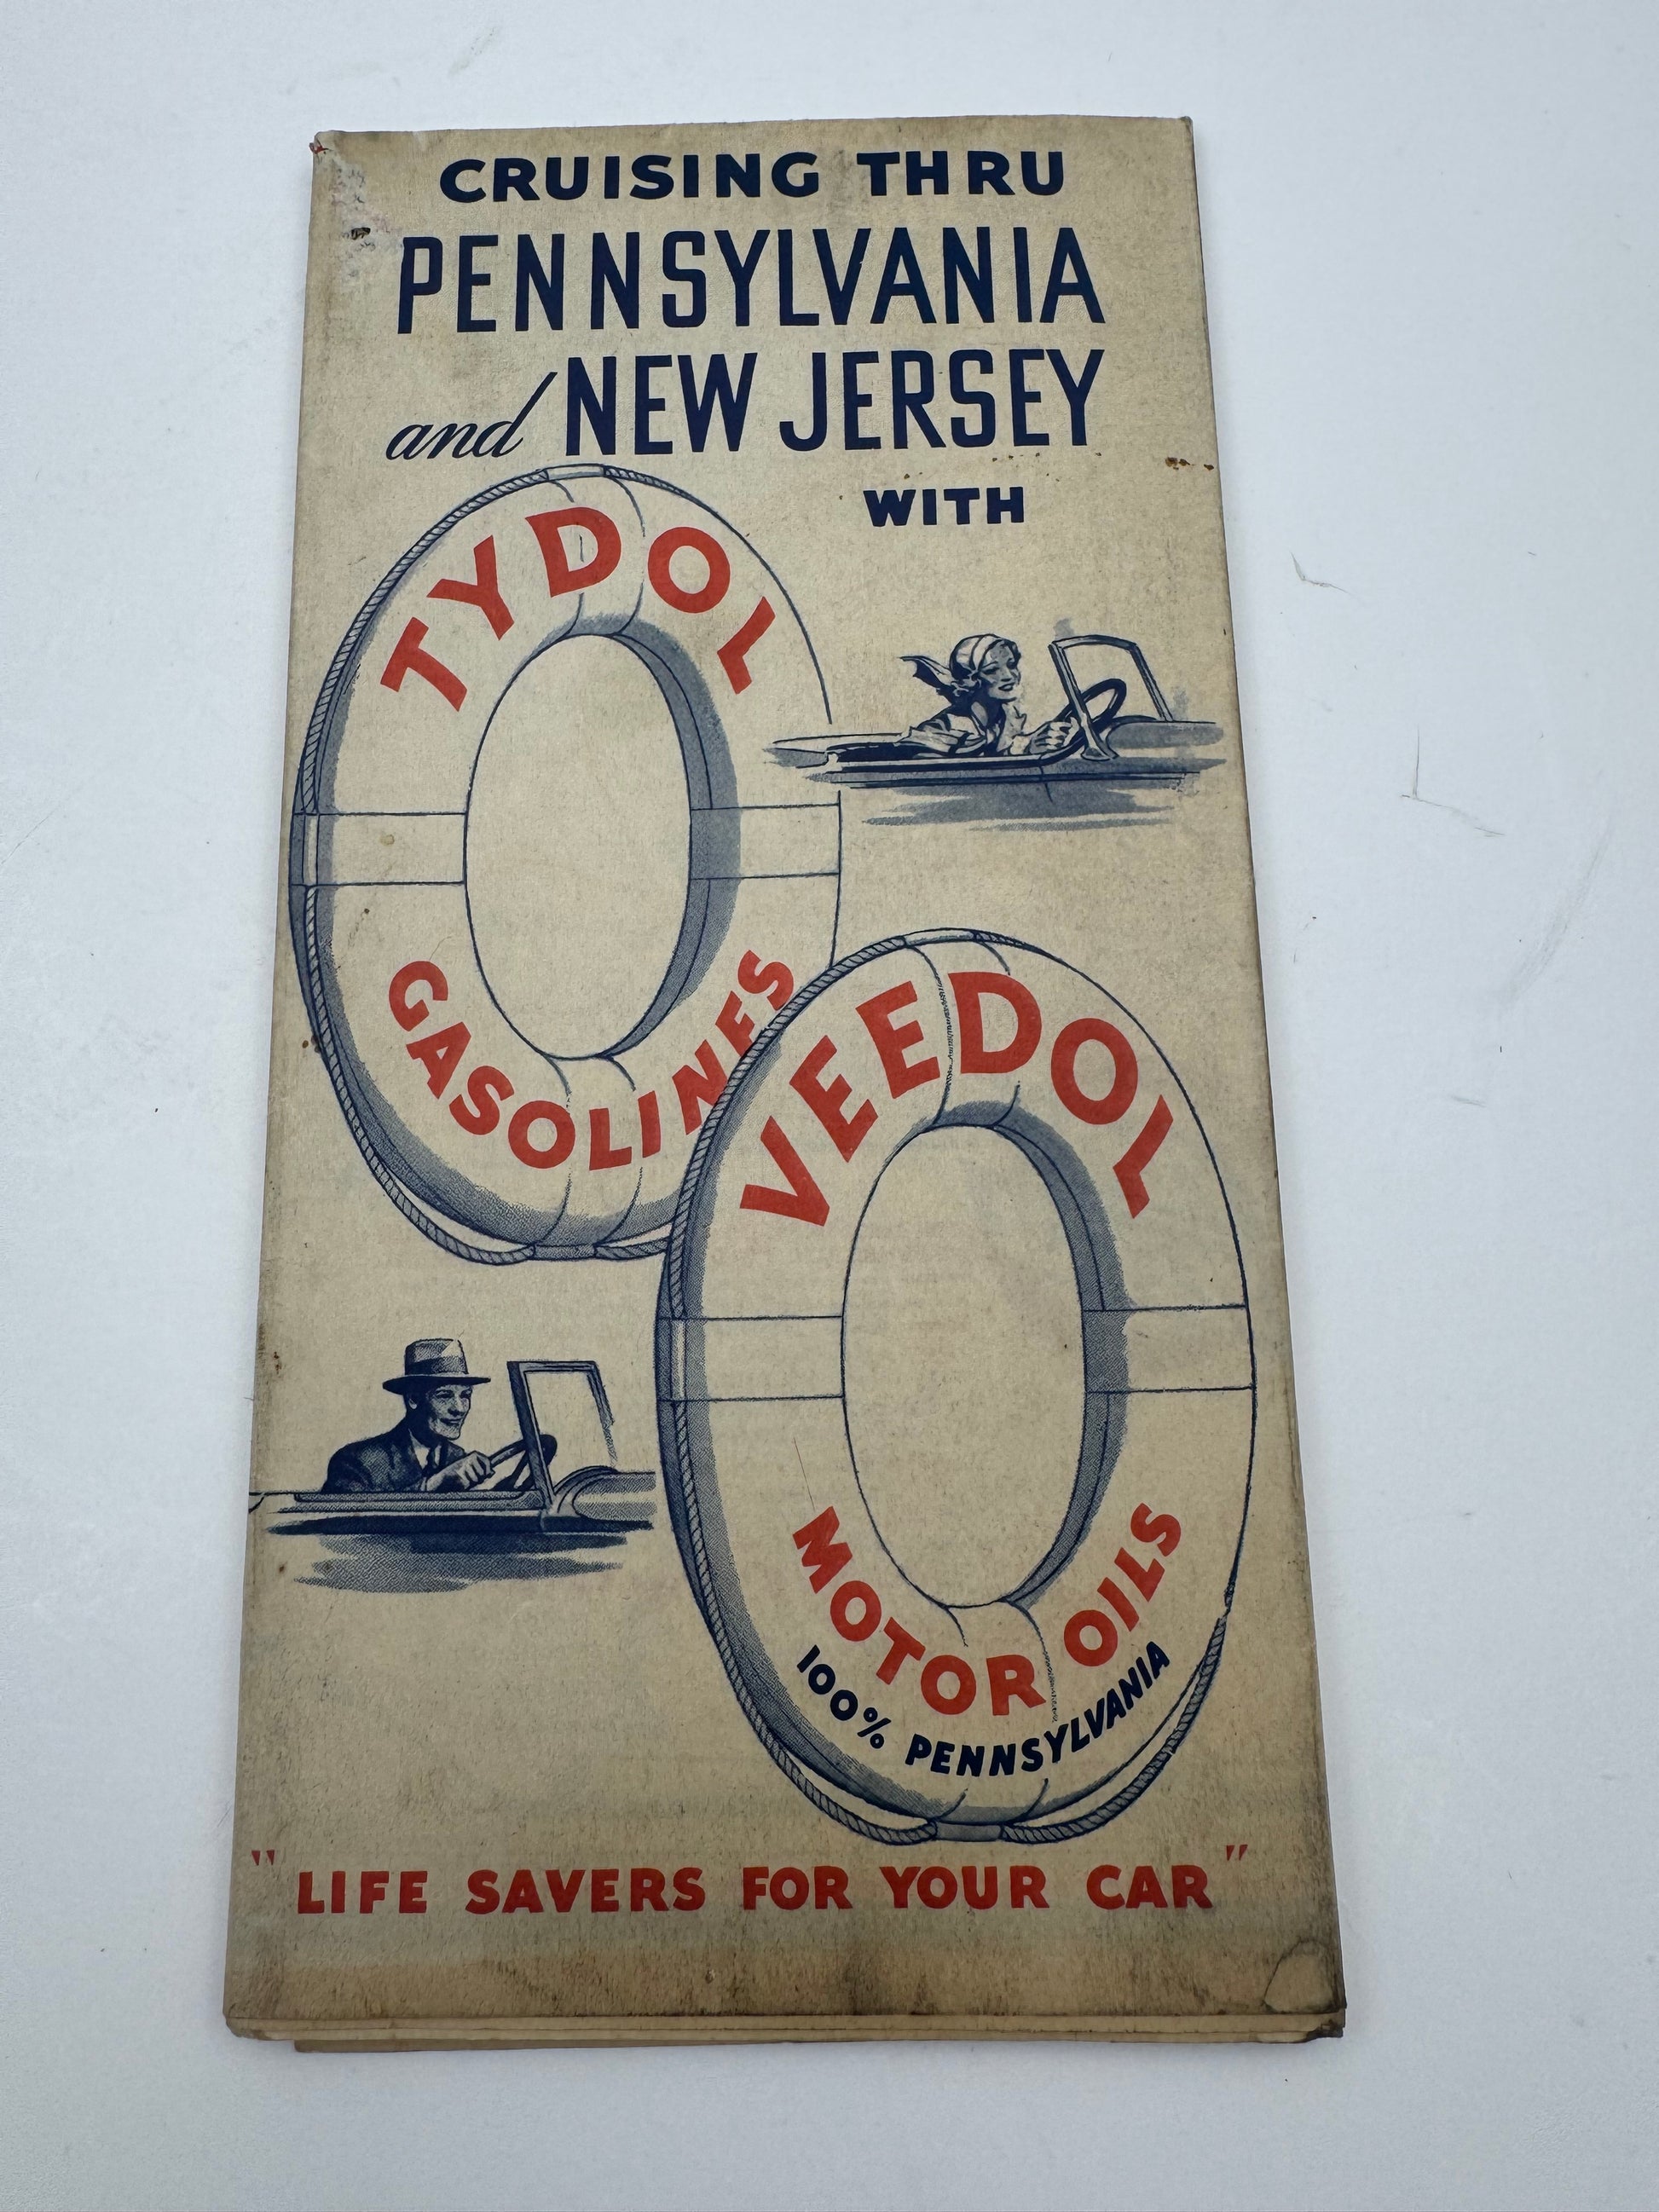 CRUISING THRU
PENNSYLVANIA
and NEW JERSEY
WITH
TYDOL
GASOLINES
VEEDOL
MOTOR OILS
100% PENNSYLVANIA
"LIFE SAVERS FOR YOUR CAR"